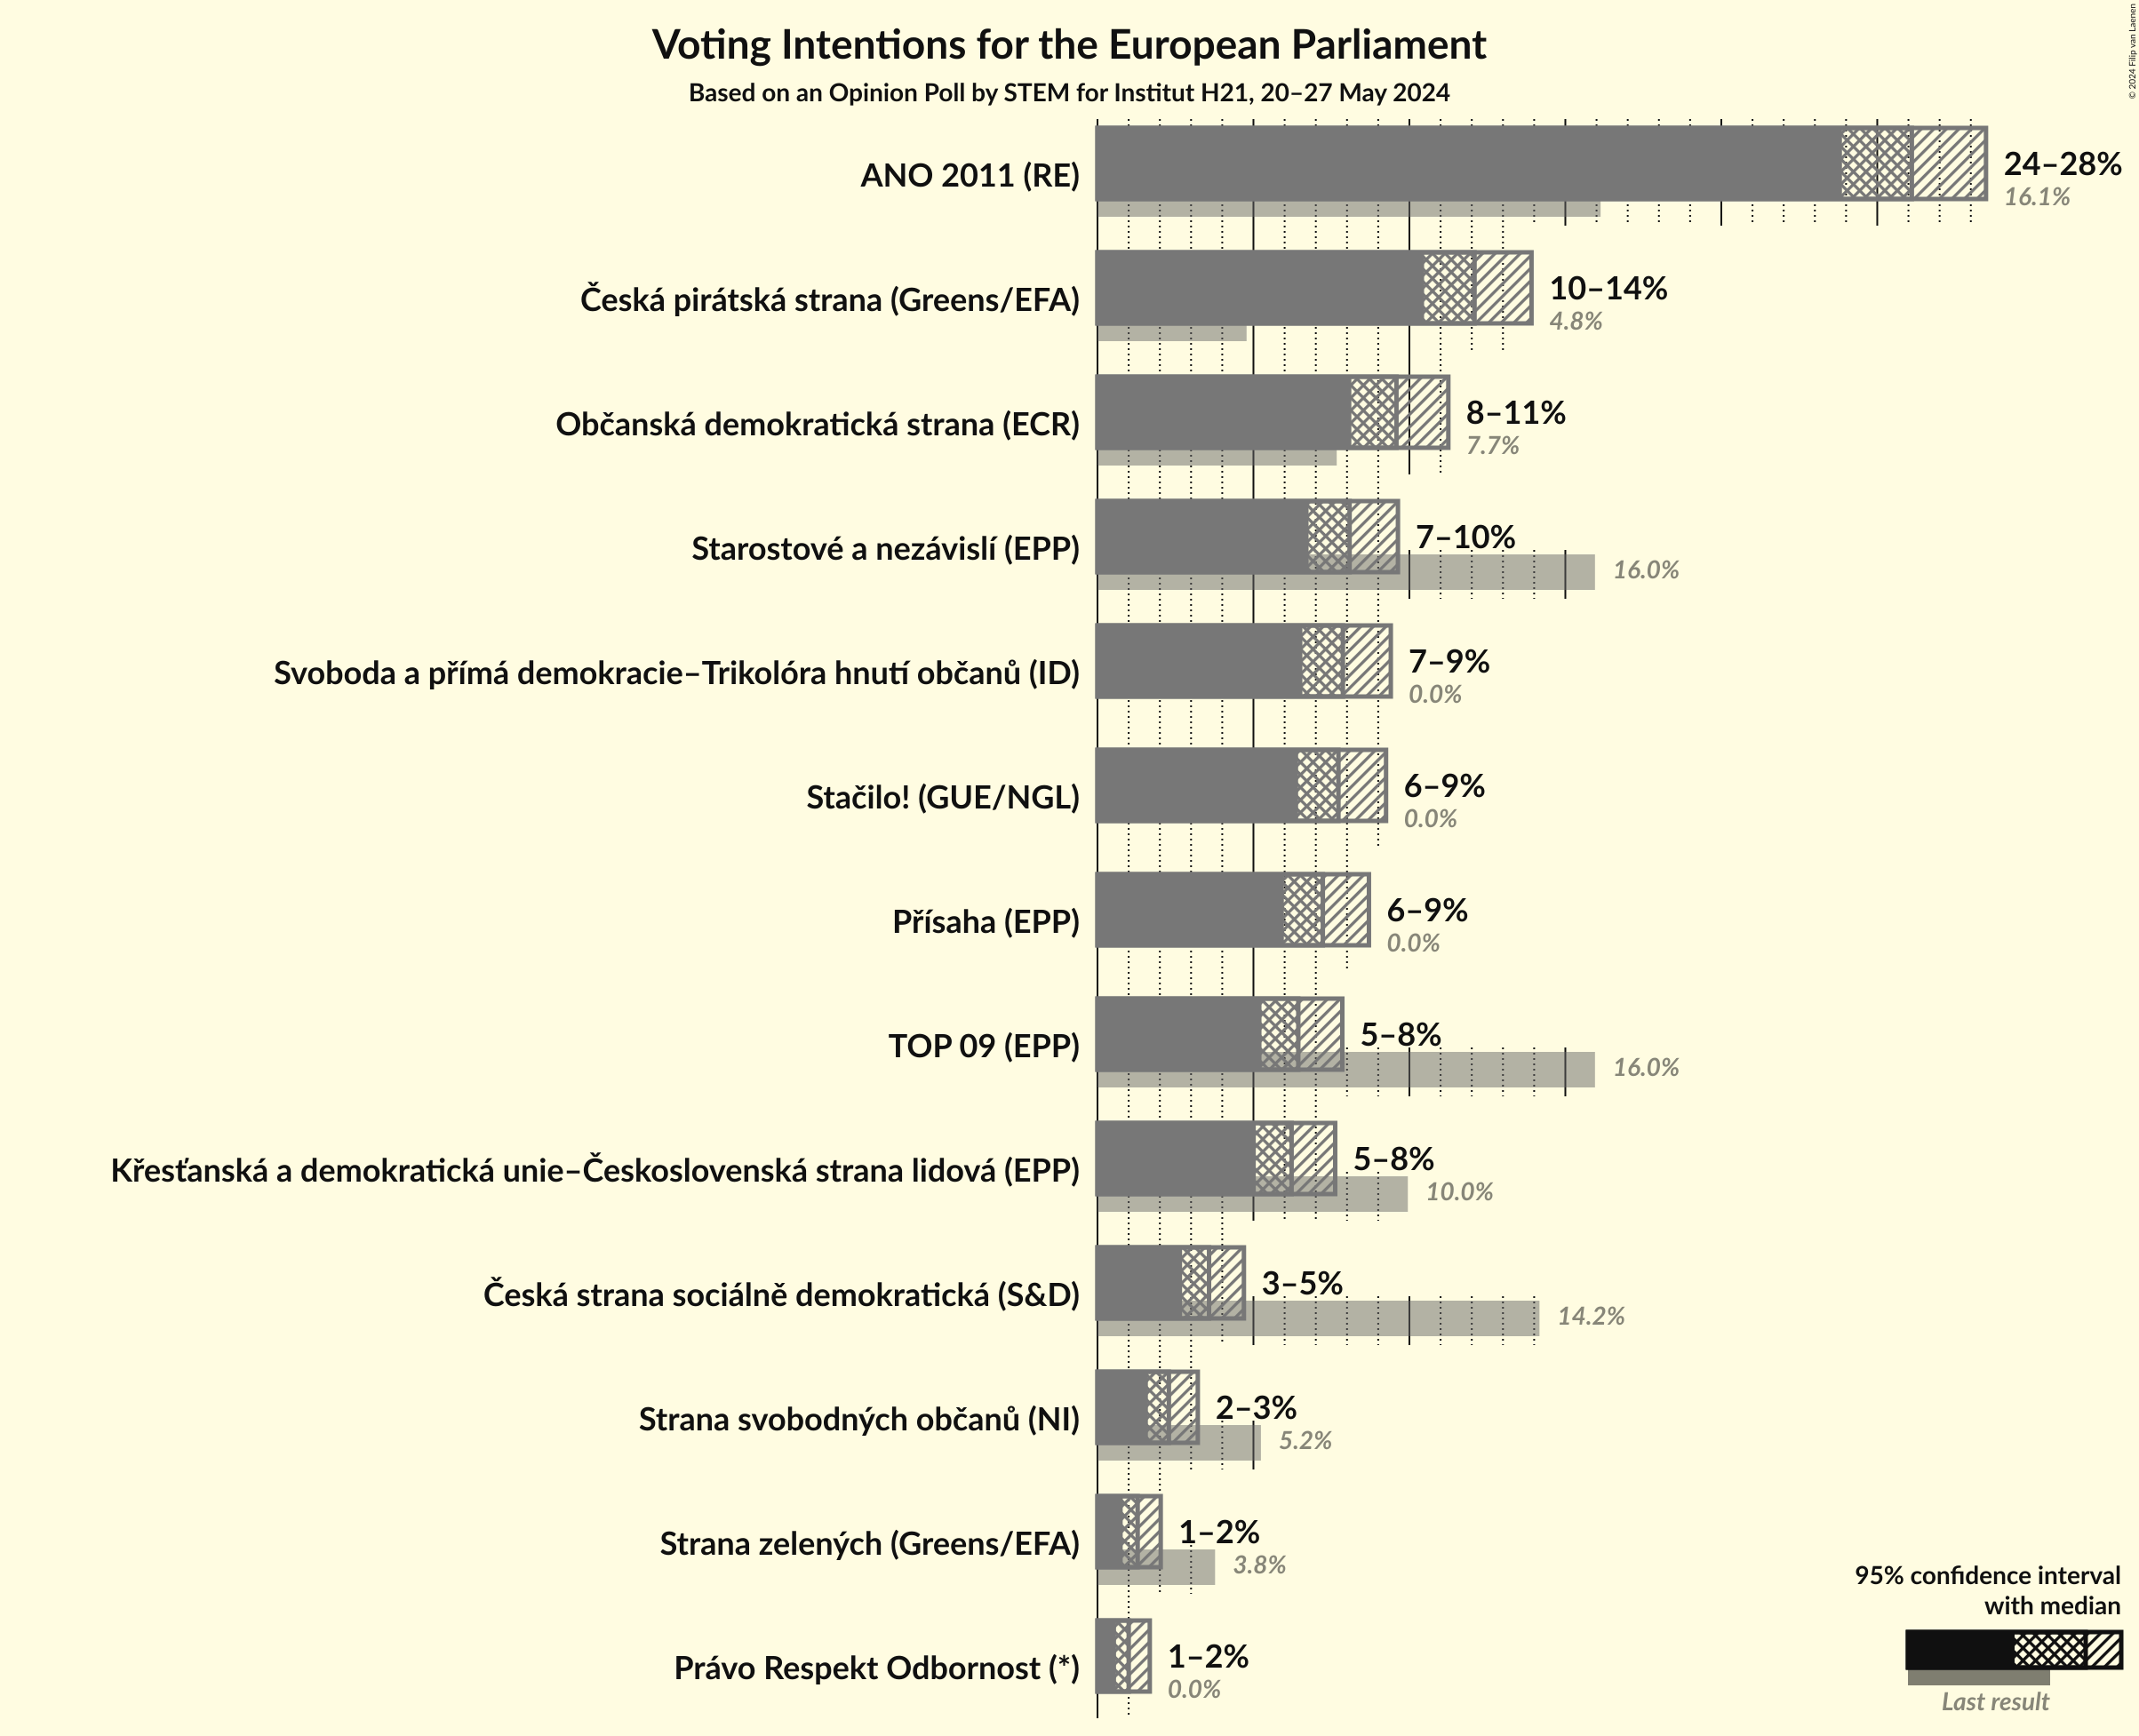 Voting Intentions for the European Parliament
Based on an Opinion Poll by STEM for Institut H21, 20–27 May 2024
© 2024 Filip van Laenen
ANO 2011 (RE)
24–28%
16.1%
Česká pirátská strana (Greens/EFA)
10–14%
4.8%
Občanská demokratická strana (ECR)
8–11%
7.7%
Starostové a nezávislí (EPP)
7–10%
16.0%
Svoboda a přímá demokracie–Trikolóra hnutí občanů (ID)
7–9%
0.0%
Stačilo! (GUE/NGL)
6–9%
0.0%
Přísaha (EPP)
6–9%
0.0%
TOP 09 (EPP)
5–8%
16.0%
Křesťanská a demokratická unie–Československá strana lidová (EPP)
5–8%
10.0%
Česká strana sociálně demokratická (S&D)
3–5%
14.2%
Strana svobodných občanů (NI)
2–3%
5.2%
Strana zelených (Greens/EFA)
1–2%
3.8%
Právo Respekt Odbornost (*)
1–2%
0.0%
95% confidence interval
with median
Last result